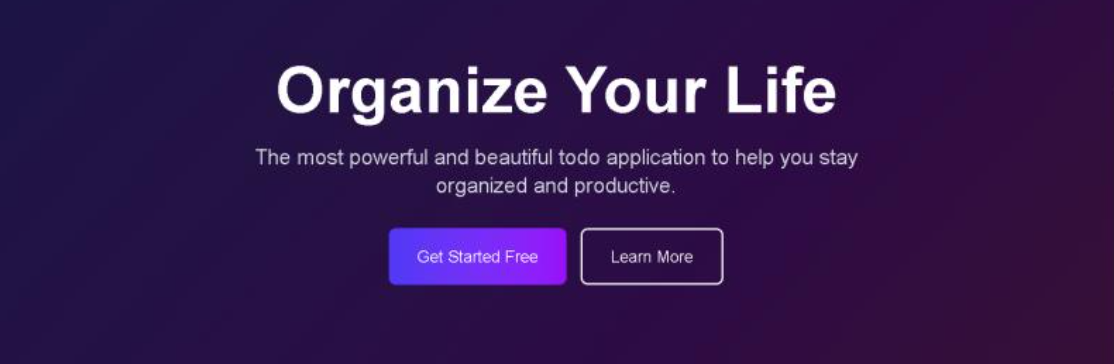 Organize Your Life
The most powerful and beautiful todo application to help you stay
organized and productive.
Get Started Free
Learn More